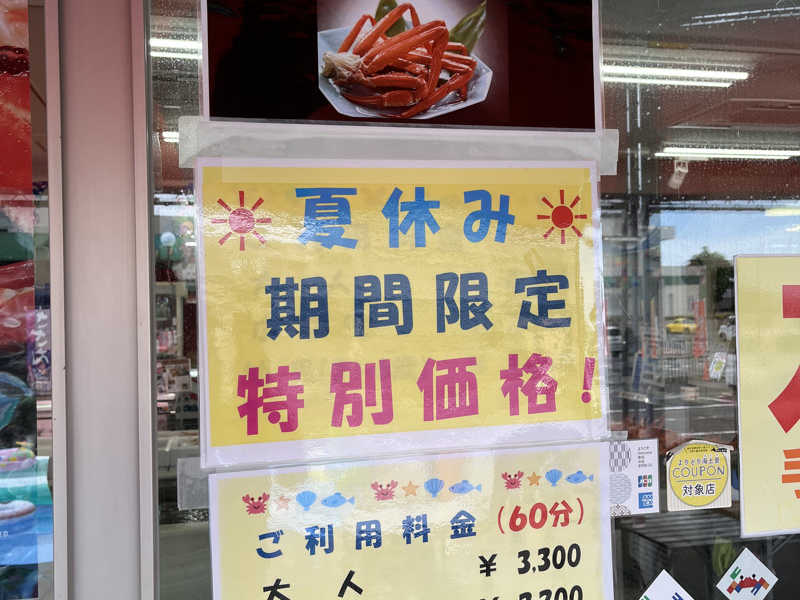 夏休み
期間限定
特別価格!
ご利用料金(60分)
大人 ¥3,300
COUPON
対象店
JCB